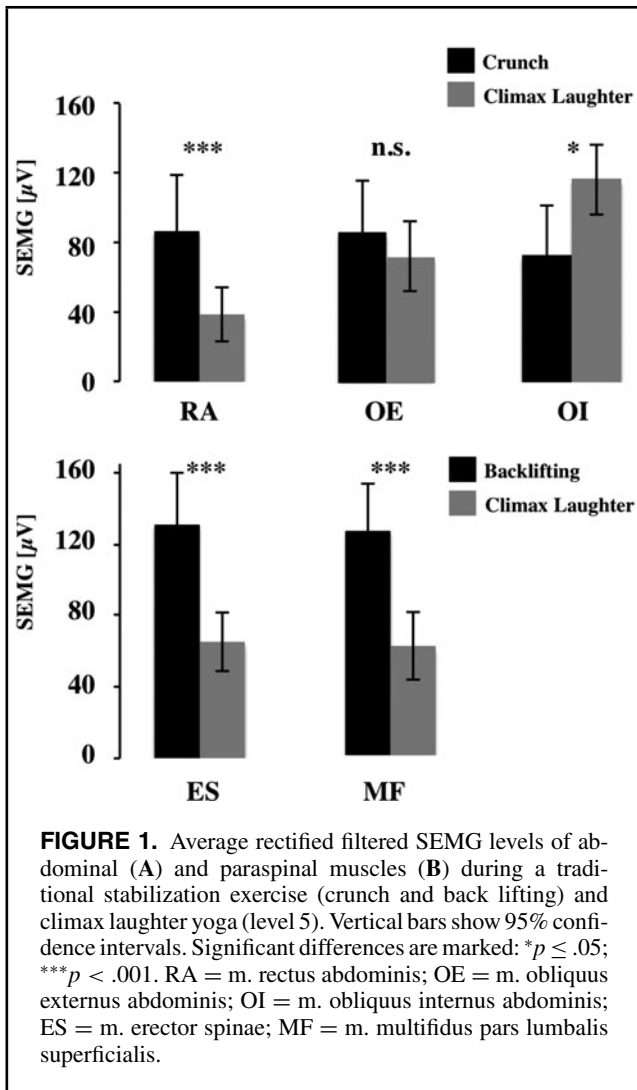 Crunch
Climax Laughter
160
120
80
40
0
SEMG [µV]
***
n.s.
*
RA
OE
OI
Backlifting
Climax Laughter
160
120
80
40
0
SEMG [µV]
***
***
ES
MF
FIGURE 1. Average rectified filtered SEMG levels of ab-
dominal (A) and paraspinal muscles (B) during a tradi-
tional stabilization exercise (crunch and back lifting) and
climax laughter yoga (level 5). Vertical bars show 95% confi-
dence intervals. Significant differences are marked: *p ≤ .05;
***p < .001. RA = m. rectus abdominis; OE = m. obliquus
externus abdominis; OI = m. obliquus internus abdominis;
ES = m. erector spinae; MF = m. multifidus pars lumbalis
superficialis.